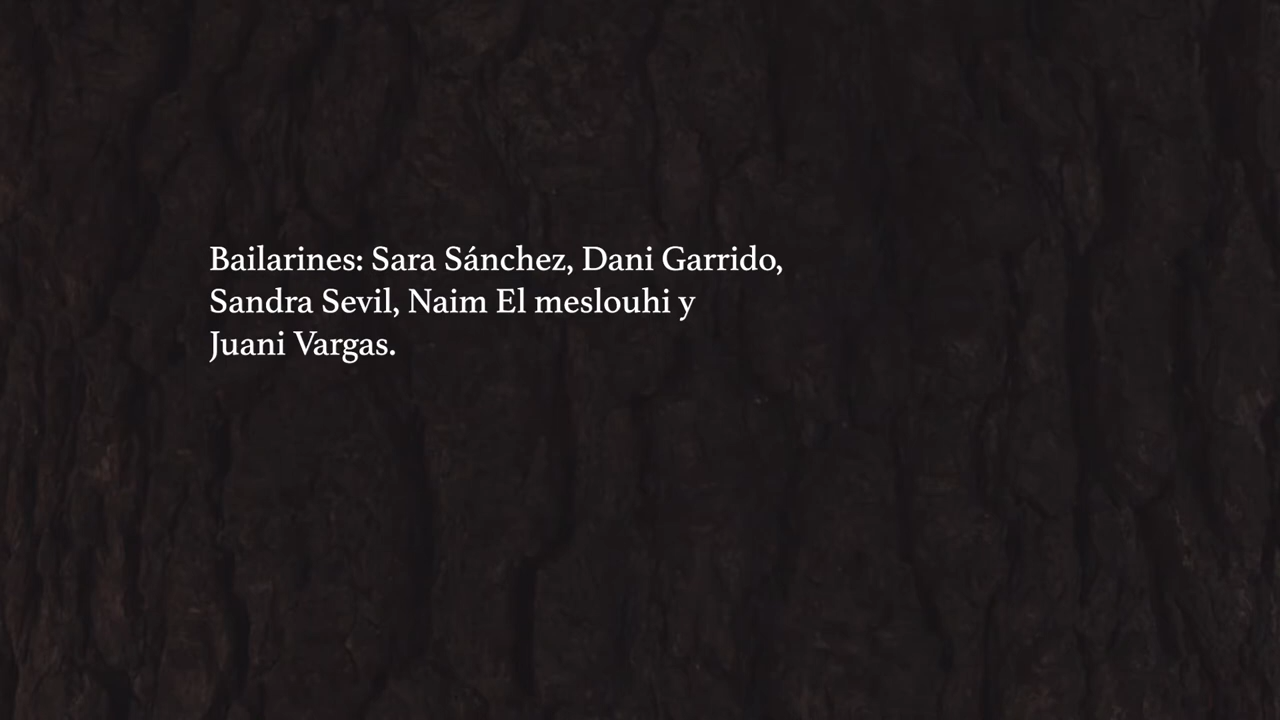 Bailarines: Sara Sánchez, Dani Garrido,
Sandra Sevil, Naim El meslouhi y
Juani Vargas.